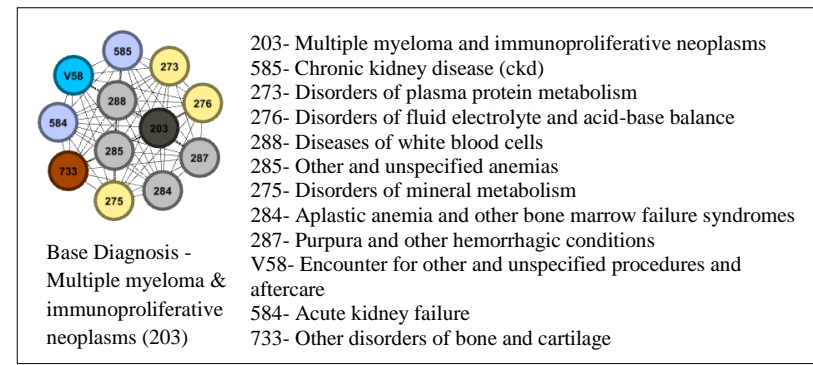 585
273
V58
288
276
584
203
285
287
733
284
275
Base Diagnosis -
Multiple myeloma &
immunoproliferative
neoplasms (203)
203- Multiple myeloma and immunoproliferative neoplasms
585- Chronic kidney disease (ckd)
273- Disorders of plasma protein metabolism
276- Disorders of fluid electrolyte and acid-base balance
288- Diseases of white blood cells
285- Other and unspecified anemias
275- Disorders of mineral metabolism
284- Aplastic anemia and other bone marrow failure syndromes
287- Purpura and other hemorrhagic conditions
V58- Encounter for other and unspecified procedures and
aftercare
584- Acute kidney failure
733- Other disorders of bone and cartilage